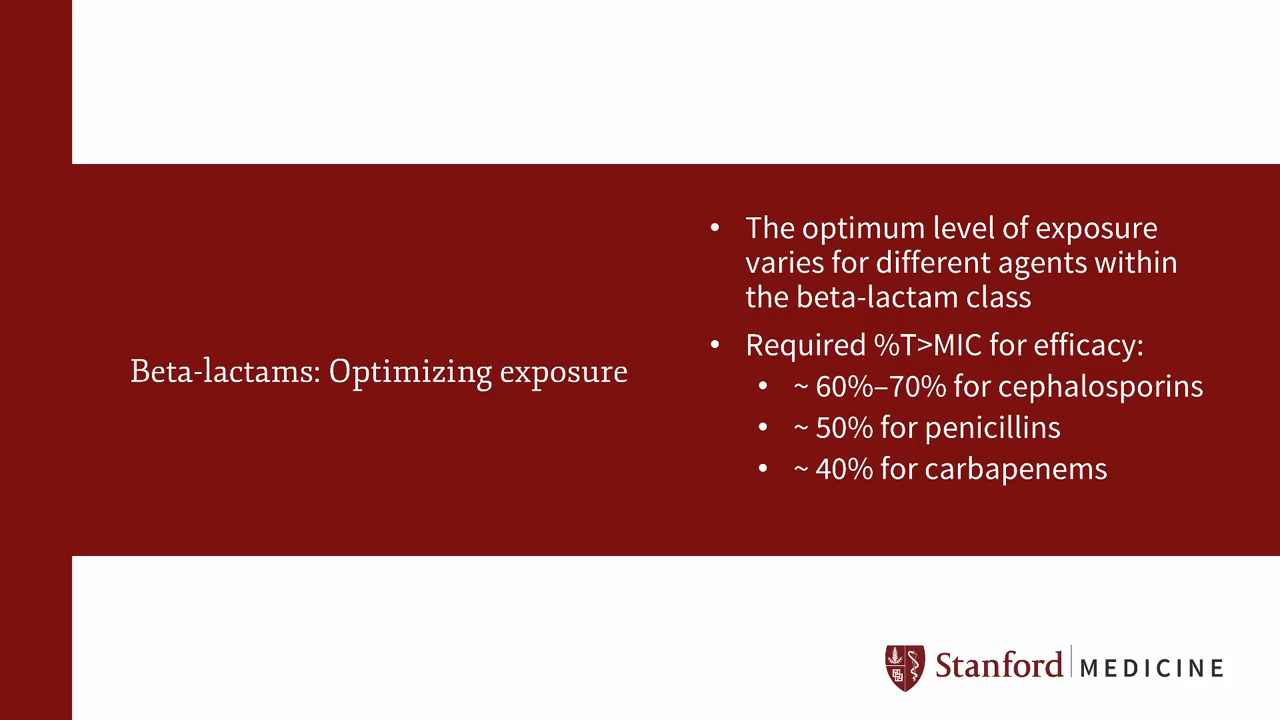 Beta-lactams: Optimizing exposure
• The optimum level of exposure
varies for different agents within
the beta-lactam class
• Required %T>MIC for efficacy:
• ~ 60%–70% for cephalosporins
• ~ 50% for penicillins
• ~ 40% for carbapenems
Stanford MEDICINE